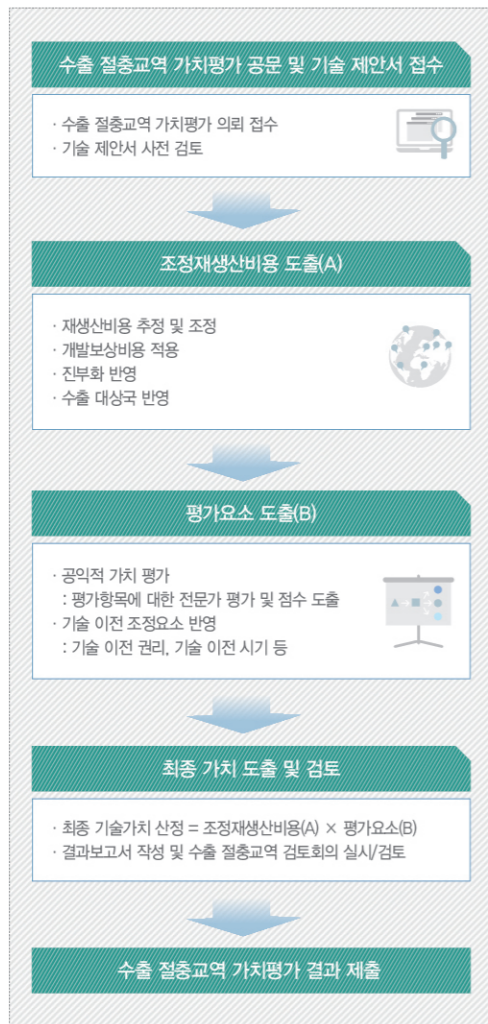 수출 절충교역 가치평가 공문 및 기술 제안서 접수
· 수출 절충교역 가치평가 의뢰 접수
· 기술 제안서 사전 검토
조정재생산비용 도출(A)
· 재생산비용 추정 및 조정
· 개발보상비용 적용
· 진부화 반영
· 수출 대상국 반영
평가요소 도출(B)
· 공익적 가치 평가
: 평가항목에 대한 전문가 평가 및 점수 도출
· 기술 이전 조정요소 반영
: 기술 이전 권리, 기술 이전 시기 등
최종 가치 도출 및 검토
· 최종 기술가치 산정 = 조정재생산비용(A) × 평가요소(B)
· 결과보고서 작성 및 수출 절충교역 검토회의 실시/검토
수출 절충교역 가치평가 결과 제출